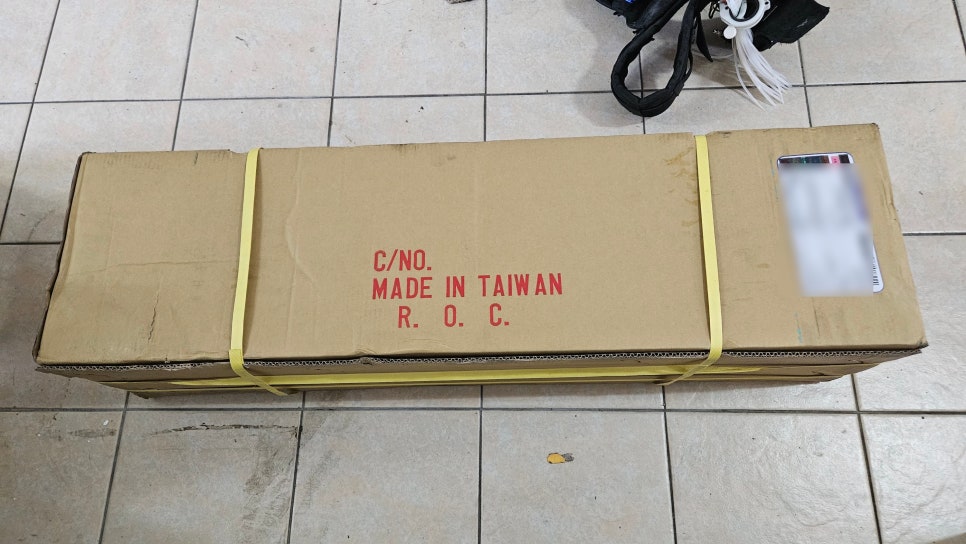 C/NO.
MADE IN TAIWAN
R. O. C.